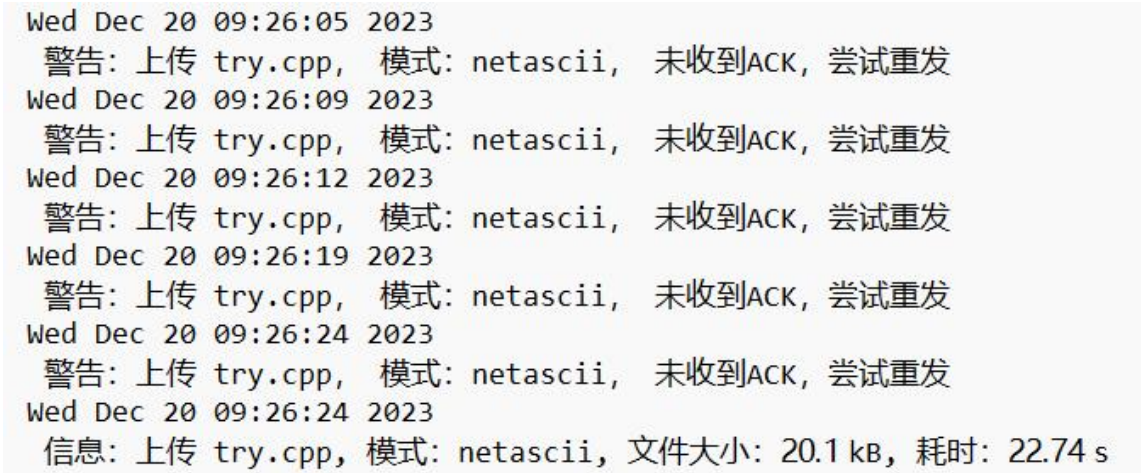 Wed Dec 20 09:26:05 2023
警告：上传 try.cpp, 模式：netascii, 未收到ACK，尝试重发
Wed Dec 20 09:26:09 2023
警告：上传 try.cpp, 模式：netascii, 未收到ACK，尝试重发
Wed Dec 20 09:26:12 2023
警告：上传 try.cpp, 模式：netascii, 未收到ACK，尝试重发
Wed Dec 20 09:26:19 2023
警告：上传 try.cpp, 模式：netascii, 未收到ACK，尝试重发
Wed Dec 20 09:26:24 2023
警告：上传 try.cpp, 模式：netascii, 未收到ACK，尝试重发
Wed Dec 20 09:26:24 2023
信息：上传 try.cpp, 模式：netascii, 文件大小：20.1 kB，耗时：22.74 s